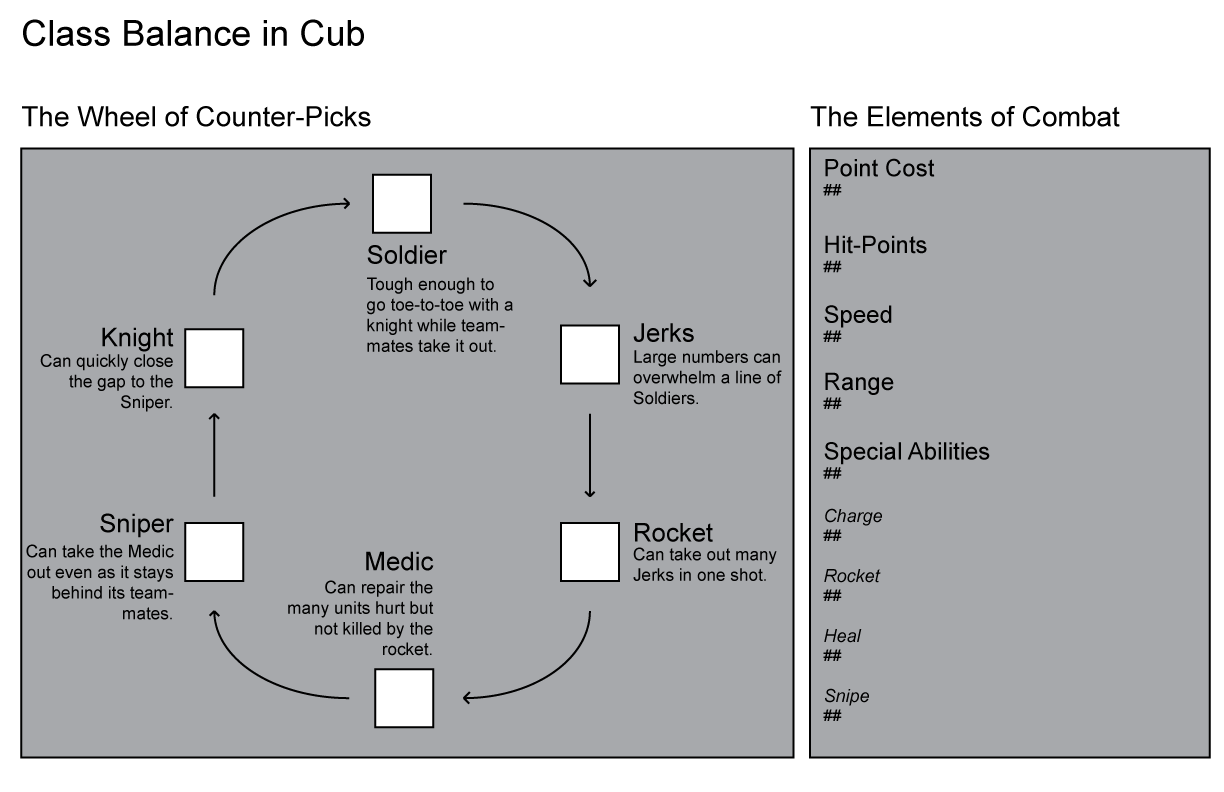 Class Balance in Cub
The Wheel of Counter-Picks
Soldier
Tough enough to
go toe-to-toe with a
knight while team-
mates take it out.
Jerks
Large numbers can
overwhelm a line of
Soldiers.
Rocket
Can take out many
Jerks in one shot.
Medic
Can repair the
many units hurt but
not killed by the
rocket.
Sniper
Can take the Medic
out even as it stays
behind its team-
mates.
Knight
Can quickly close
the gap to the
Sniper.
The Elements of Combat
Point Cost
##
Hit-Points
##
Speed
##
Range
##
Special Abilities
##
Charge
##
Rocket
##
Heal
##
Snipe
##